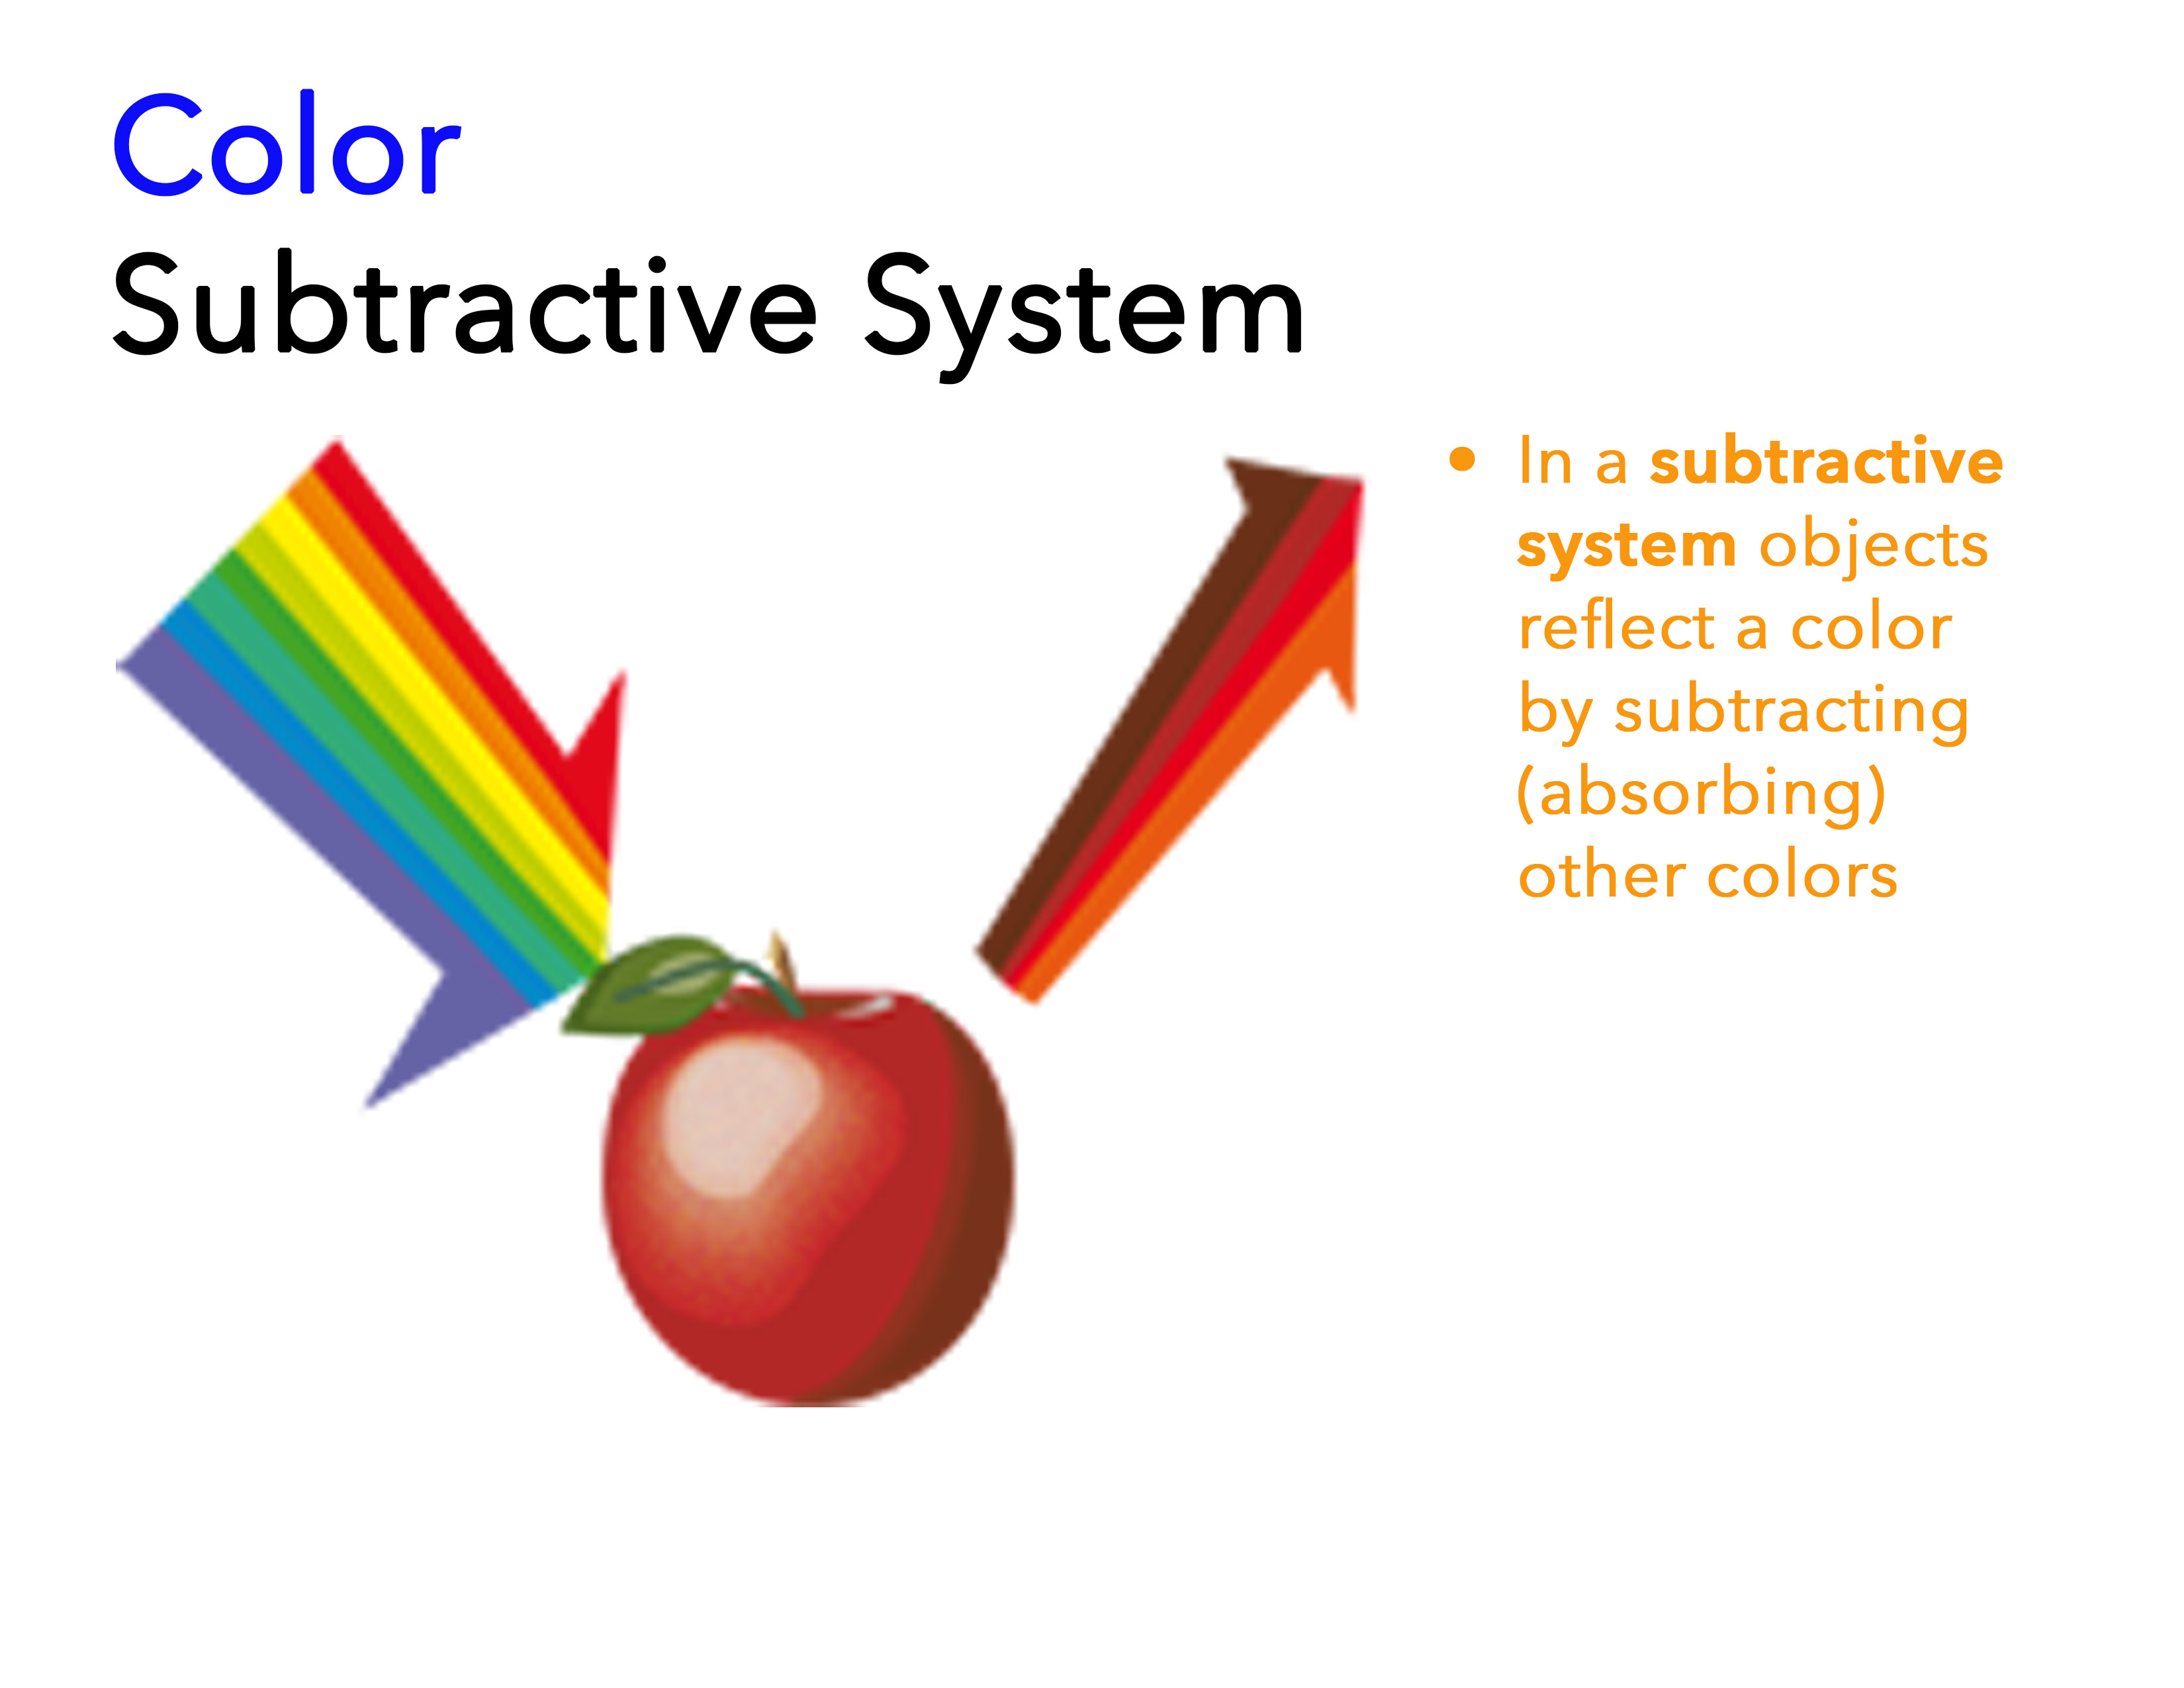 Color
Subtractive System
• In a subtractive
system objects
reflect a color
by subtracting
(absorbing)
other colors